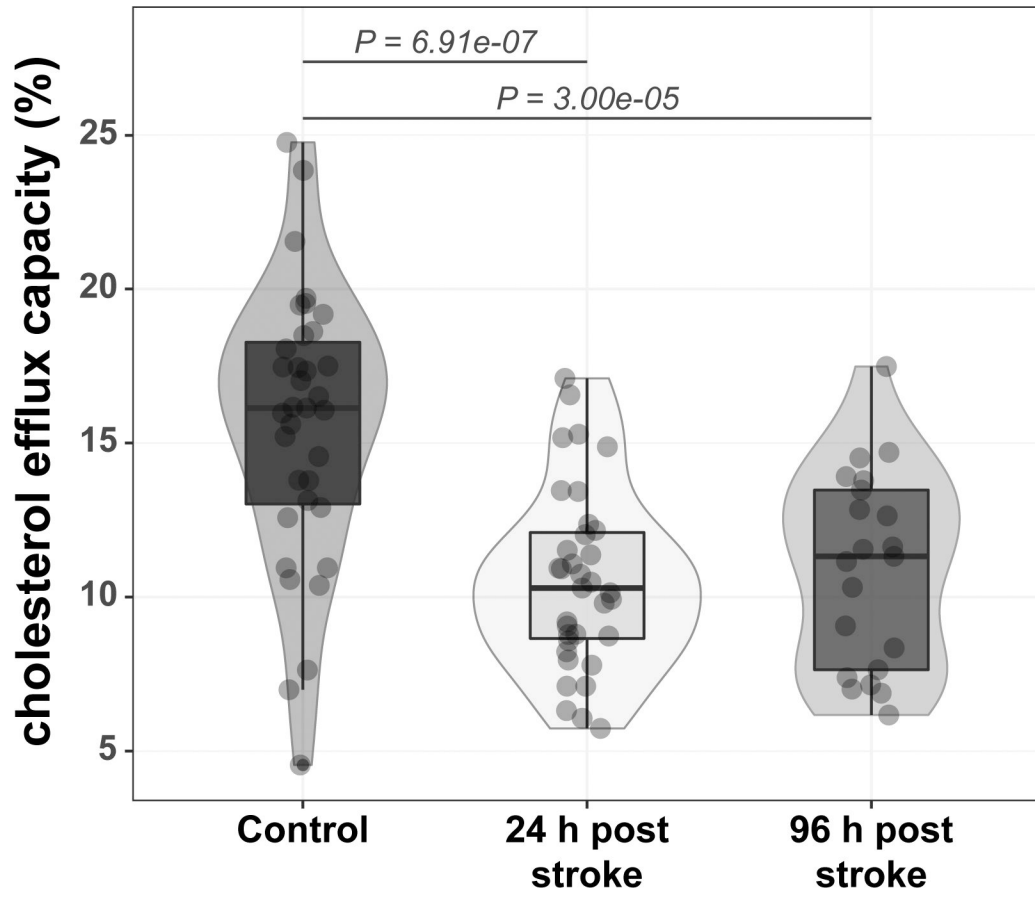 P = 6.91e-07
P = 3.00e-05
cholesterol efflux capacity (%)
25
20
15
10
5
Control
24 h post
stroke
96 h post
stroke